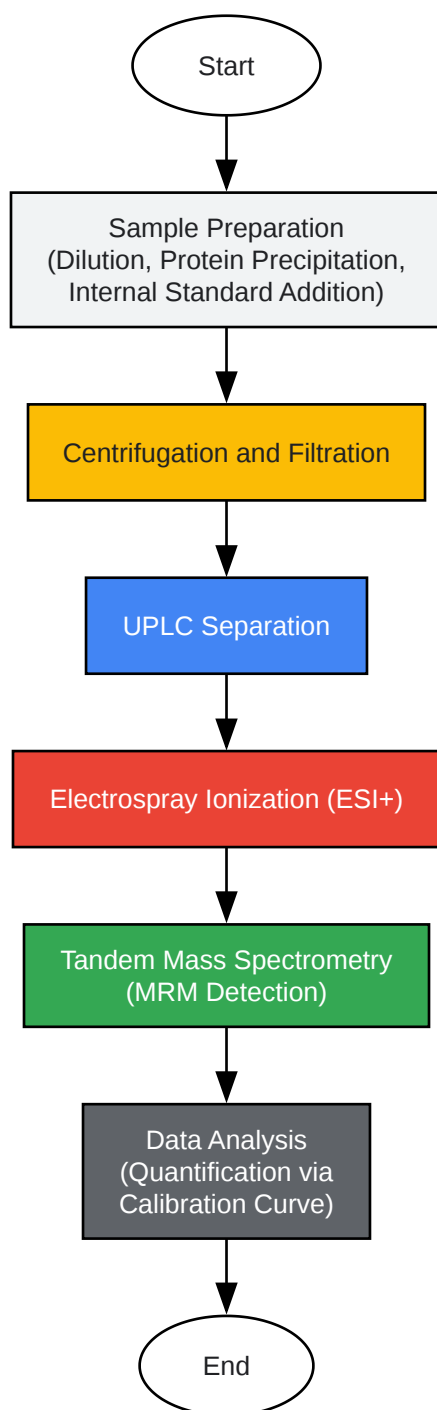 Start
Sample Preparation
(Dilution, Protein Precipitation,
Internal Standard Addition)
Centrifugation and Filtration
UPLC Separation
Electrospray Ionization (ESI+)
Tandem Mass Spectrometry
(MRM Detection)
Data Analysis
(Quantification via
Calibration Curve)
End